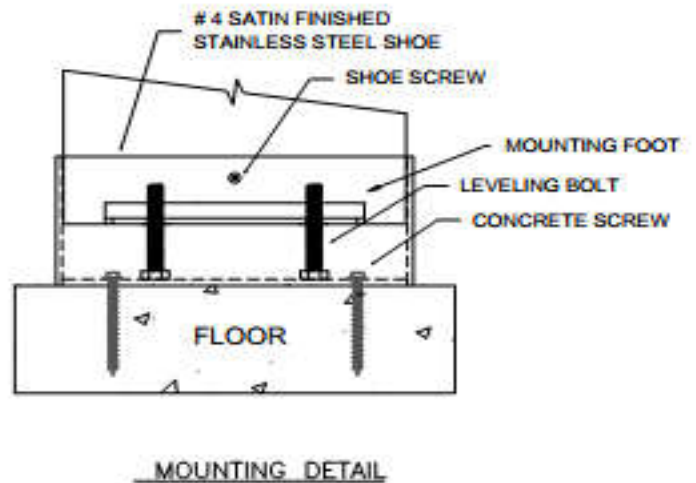 # 4 SATIN FINISHED
STAINLESS STEEL SHOE
SHOE SCREW
MOUNTING FOOT
LEVELING BOLT
CONCRETE SCREW
FLOOR
MOUNTING DETAIL